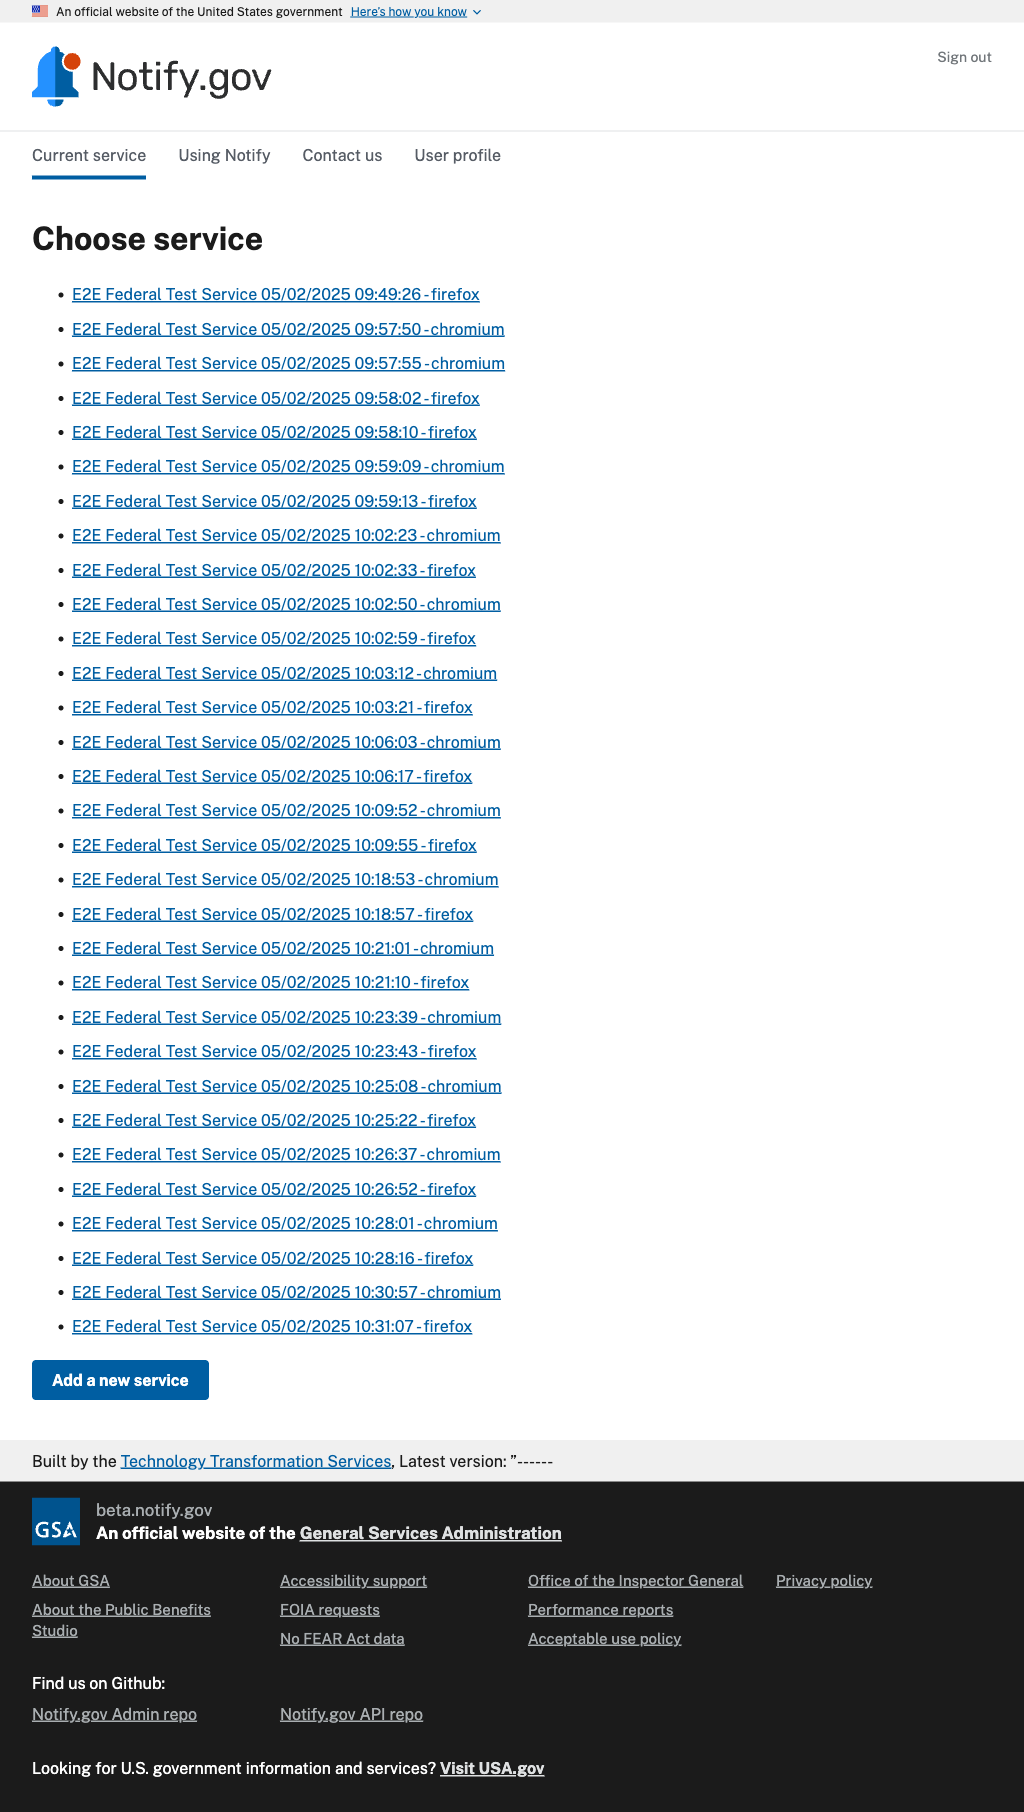 An official website of the United States government Here's how you know
Notify.gov
Sign out
Current service Using Notify Contact us User profile
Choose service
E2E Federal Test Service 05/02/2025 09:49:26 - firefox
E2E Federal Test Service 05/02/2025 09:57:50 - chromium
E2E Federal Test Service 05/02/2025 09:57:55 - chromium
E2E Federal Test Service 05/02/2025 09:58:02 - firefox
E2E Federal Test Service 05/02/2025 09:58:10 - firefox
E2E Federal Test Service 05/02/2025 09:59:09 - chromium
E2E Federal Test Service 05/02/2025 09:59:13 - firefox
E2E Federal Test Service 05/02/2025 10:02:23 - chromium
E2E Federal Test Service 05/02/2025 10:02:33 - firefox
E2E Federal Test Service 05/02/2025 10:02:50 - chromium
E2E Federal Test Service 05/02/2025 10:02:59 - firefox
E2E Federal Test Service 05/02/2025 10:03:12 - chromium
E2E Federal Test Service 05/02/2025 10:03:21 - firefox
E2E Federal Test Service 05/02/2025 10:06:03 - chromium
E2E Federal Test Service 05/02/2025 10:06:17 - firefox
E2E Federal Test Service 05/02/2025 10:09:52 - chromium
E2E Federal Test Service 05/02/2025 10:09:55 - firefox
E2E Federal Test Service 05/02/2025 10:18:53 - chromium
E2E Federal Test Service 05/02/2025 10:18:57 - firefox
E2E Federal Test Service 05/02/2025 10:21:01 - chromium
E2E Federal Test Service 05/02/2025 10:21:10 - firefox
E2E Federal Test Service 05/02/2025 10:23:39 - chromium
E2E Federal Test Service 05/02/2025 10:23:43 - firefox
E2E Federal Test Service 05/02/2025 10:25:08 - chromium
E2E Federal Test Service 05/02/2025 10:25:22 - firefox
E2E Federal Test Service 05/02/2025 10:26:37 - chromium
E2E Federal Test Service 05/02/2025 10:26:52 - firefox
E2E Federal Test Service 05/02/2025 10:28:01 - chromium
E2E Federal Test Service 05/02/2025 10:28:16 - firefox
E2E Federal Test Service 05/02/2025 10:30:57 - chromium
E2E Federal Test Service 05/02/2025 10:31:07 - firefox
Add a new service
Built by the Technology Transformation Services, Latest version: ”------
GSA
beta.notify.gov
An official website of the General Services Administration
About GSA
About the Public Benefits
Studio
Accessibility support
FOIA requests
No FEAR Act data
Office of the Inspector General
Performance reports
Acceptable use policy
Privacy policy
Find us on Github:
Notify.gov Admin repo
Notify.gov API repo
Looking for U.S. government information and services? Visit USA.gov